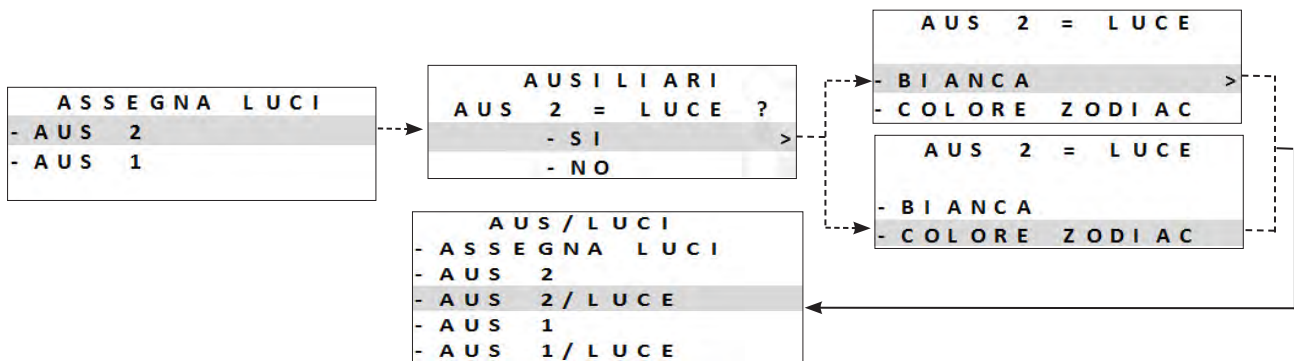 ASSEGNA LUCI
- AUS 2
- AUS 1
AUSILIARI
AUS 2 = LUCE ?
- SI >
- NO
AUS 2 = LUCE
- BIANCA >
- COLORE ZODIAC
AUS 2 = LUCE
- BIANCA
- COLORE ZODIAC
AUS/LUCI
- ASSEGNA LUCI
- AUS 2
- AUS 2/LUCE
- AUS 1
- AUS 1/LUCE